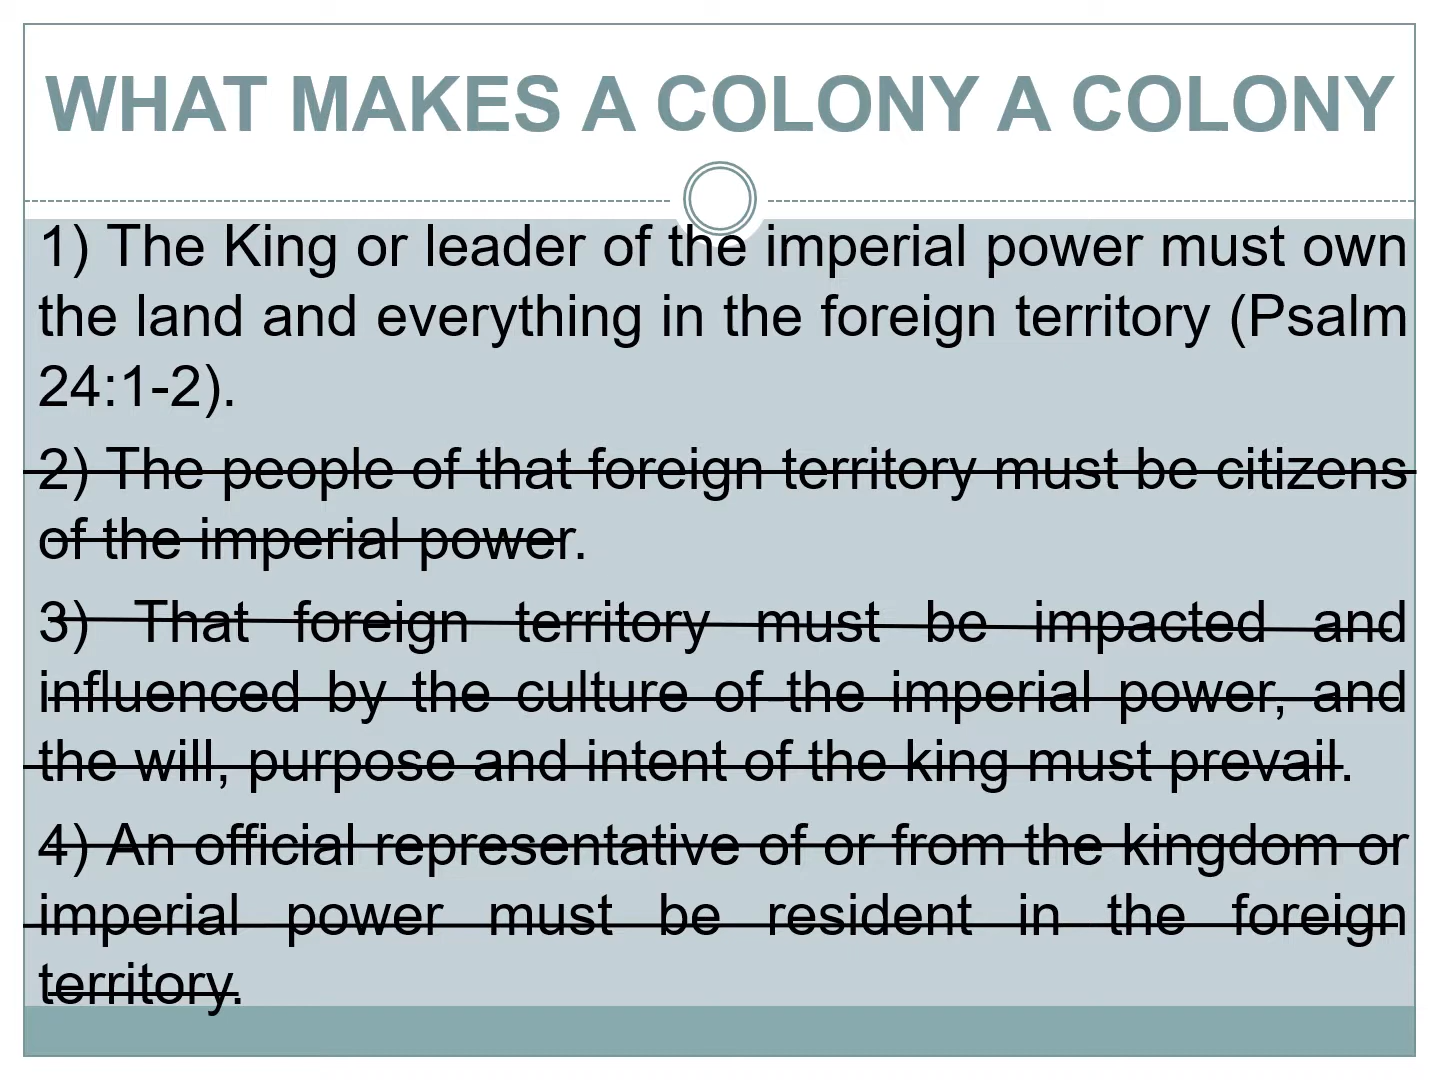 WHAT MAKES A COLONY A COLONY
1) The King or leader of the imperial power must own
the land and everything in the foreign territory (Psalm
24:1-2).
2) The people of that foreign territory must be citizens
of the imperial power.
3) That foreign territory must be impacted and
influenced by the culture of the imperial power, and
the will, purpose and intent of the king must prevail.
4) An official representative of or from the kingdom or
imperial power must be resident in the foreign
territory.